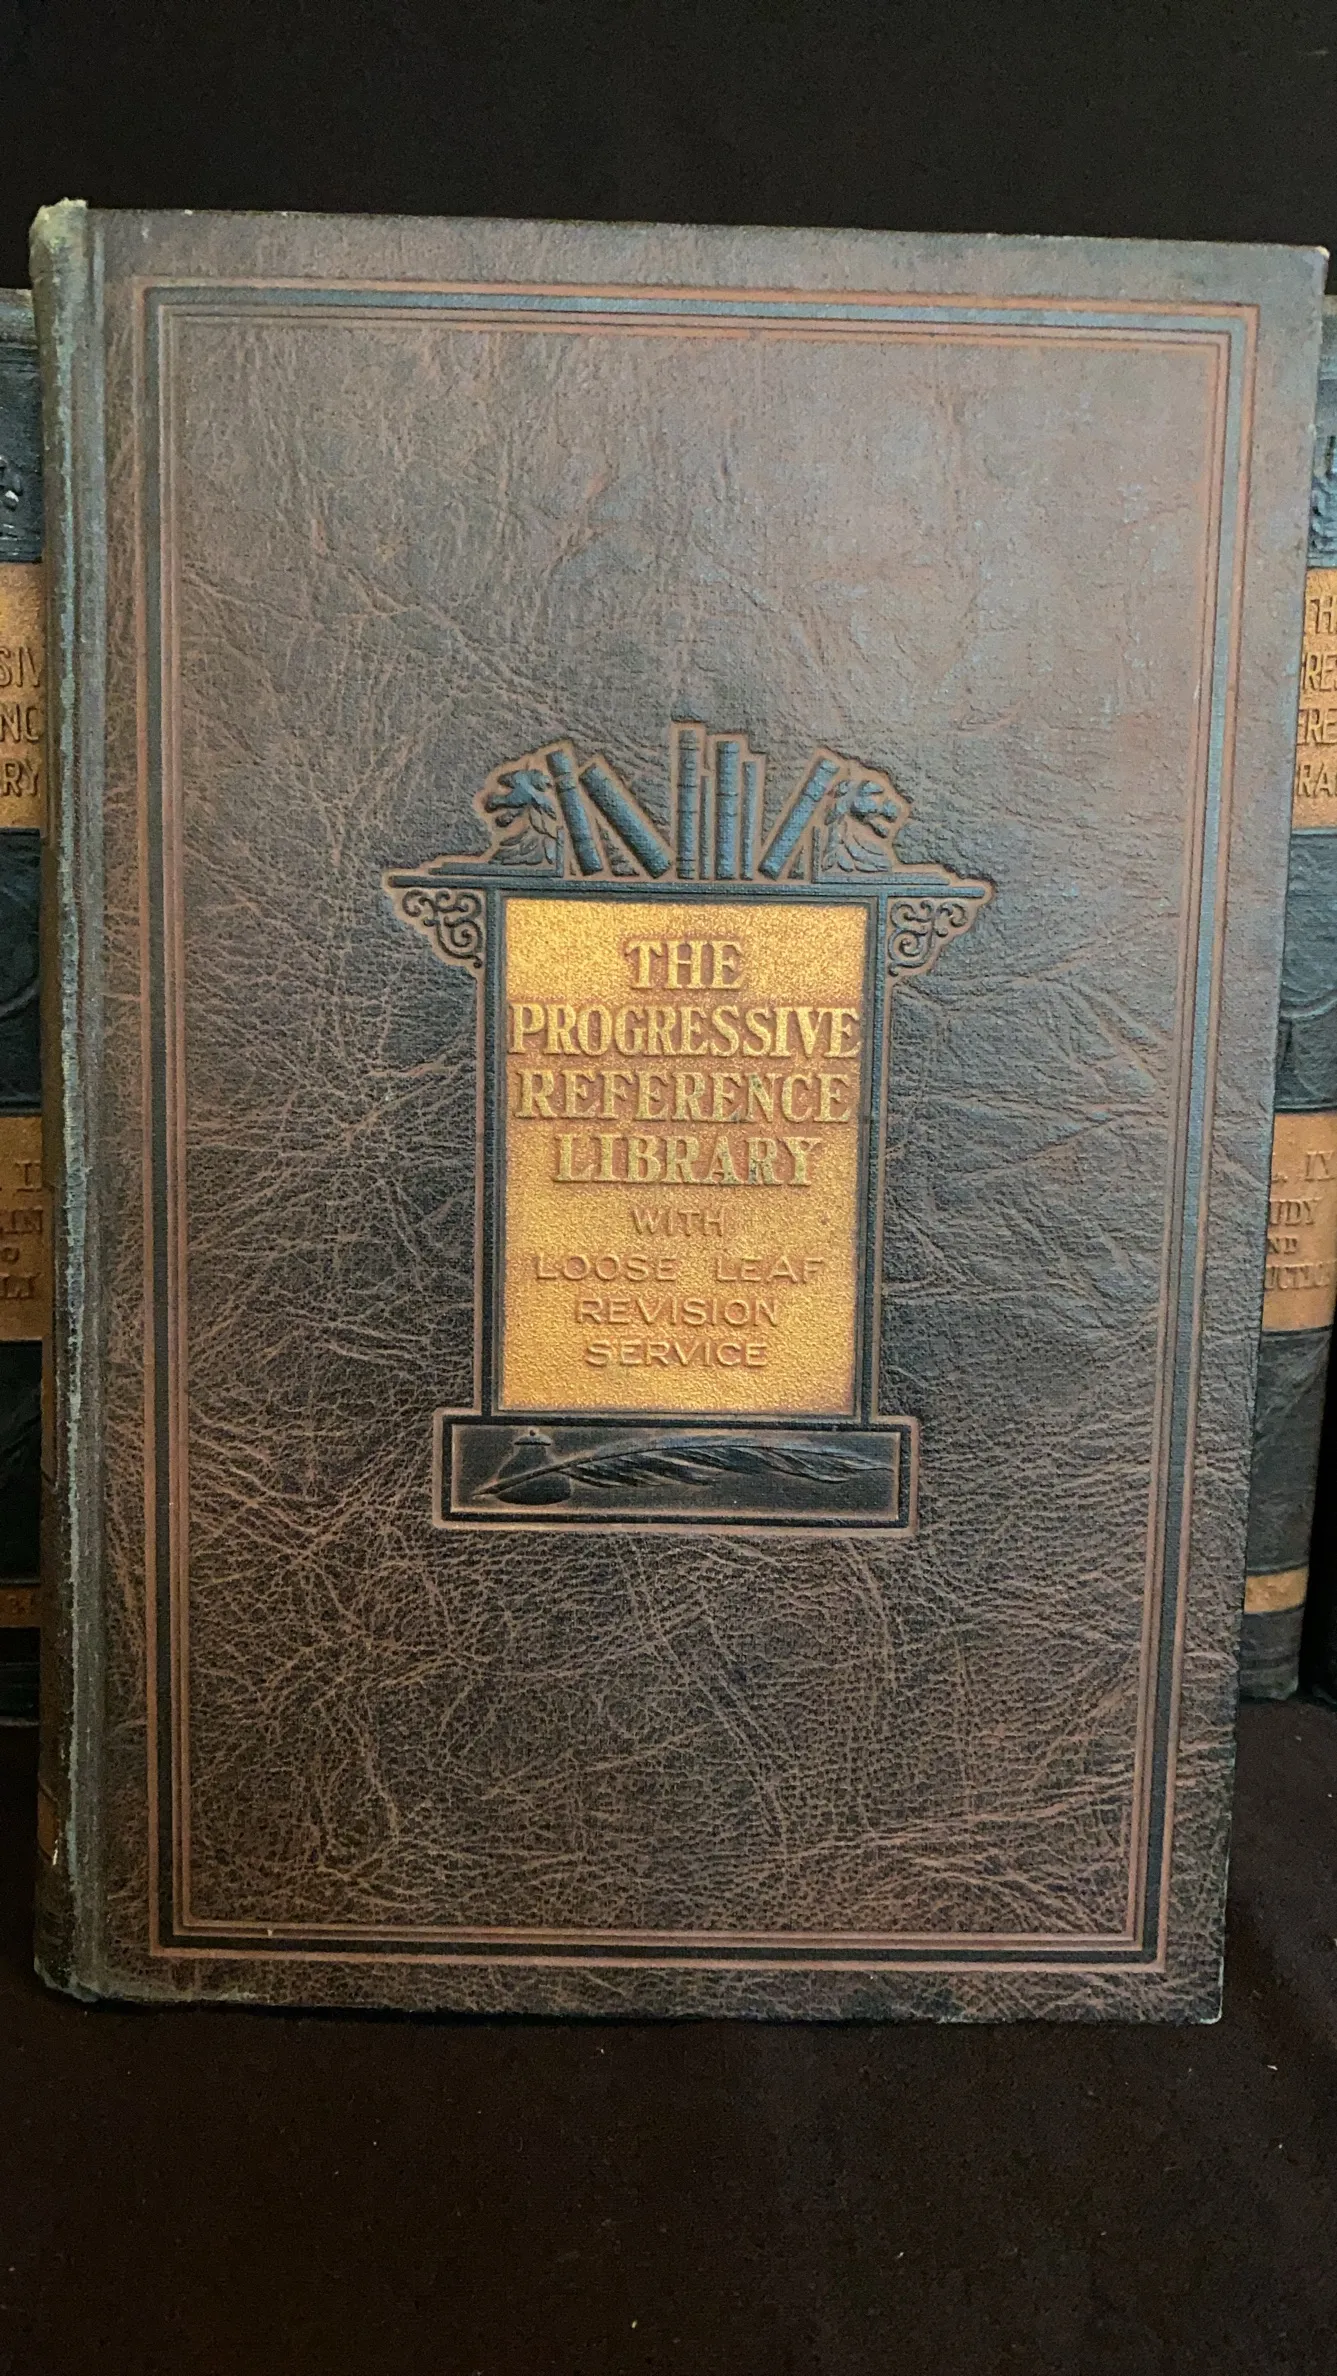 THE
PROGRESSIVE
REFERENCE
LIBRARY
WITH
LOOSE LEAF
REVISION
SERVICE